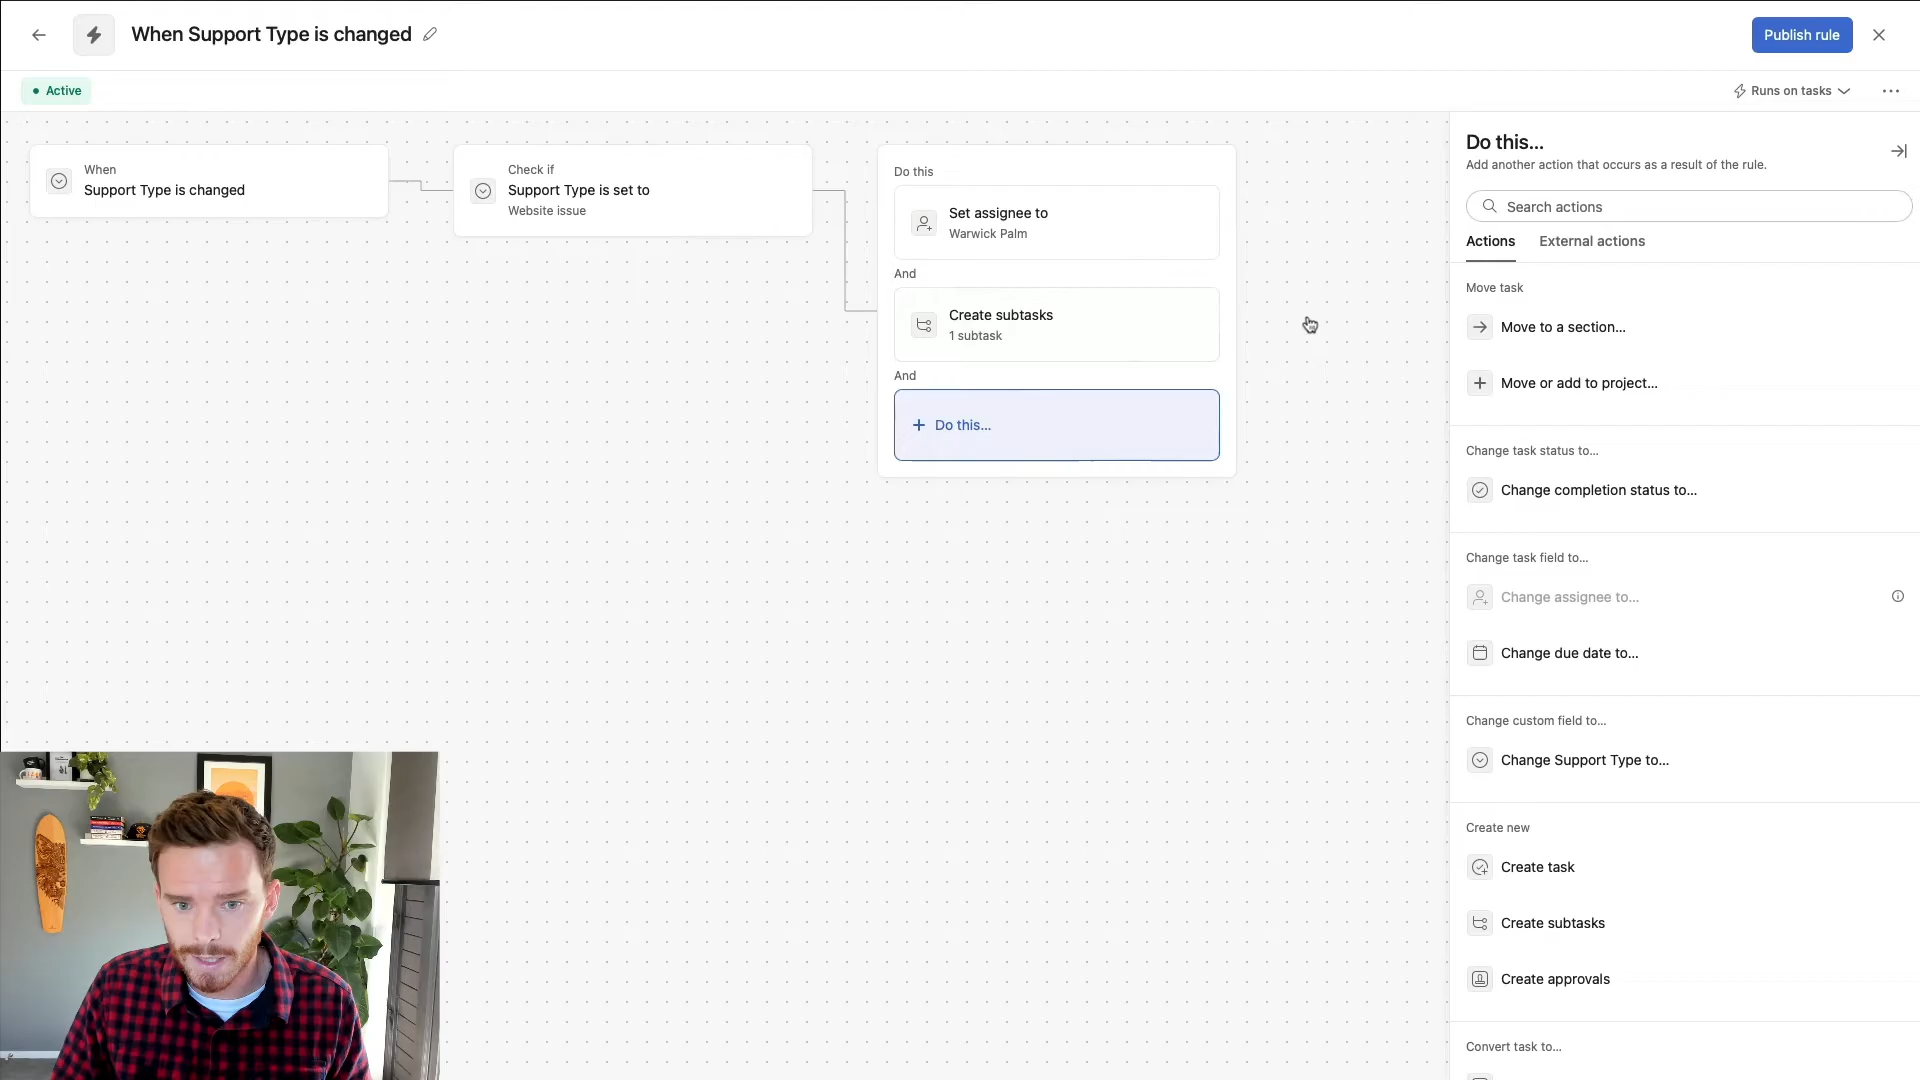 When Support Type is changed
Publish rule
Active
Runs on tasks
When
Support Type is changed
Check if
Support Type is set to
Website issue
Do this
Set assignee to
Warwick Palm
And
Create subtasks
1 subtask
And
Do this...
Do this...
Add another action that occurs as a result of the rule.
Search actions
Actions
External actions
Move task
Move to a section...
Move or add to project...
Change task status to...
Change completion status to...
Change task field to...
Change assignee to...
Change due date to...
Change custom field to...
Change Support Type to...
Create new
Create task
Create subtasks
Create approvals
Convert task to...